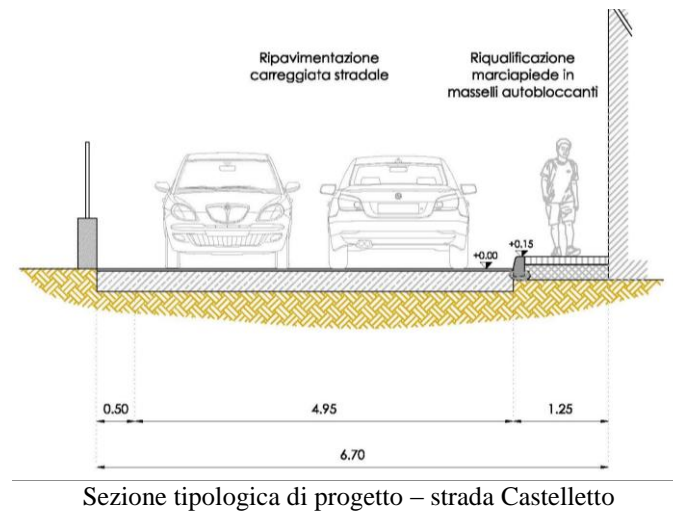 Ripavimentazione
carreggiata stradale
Riqualificazione
marciapiede in
masselli autobloccanti
+0.00
+0.15
0.50
4.95
1.25
6.70
Sezione tipologica di progetto – strada Castelletto